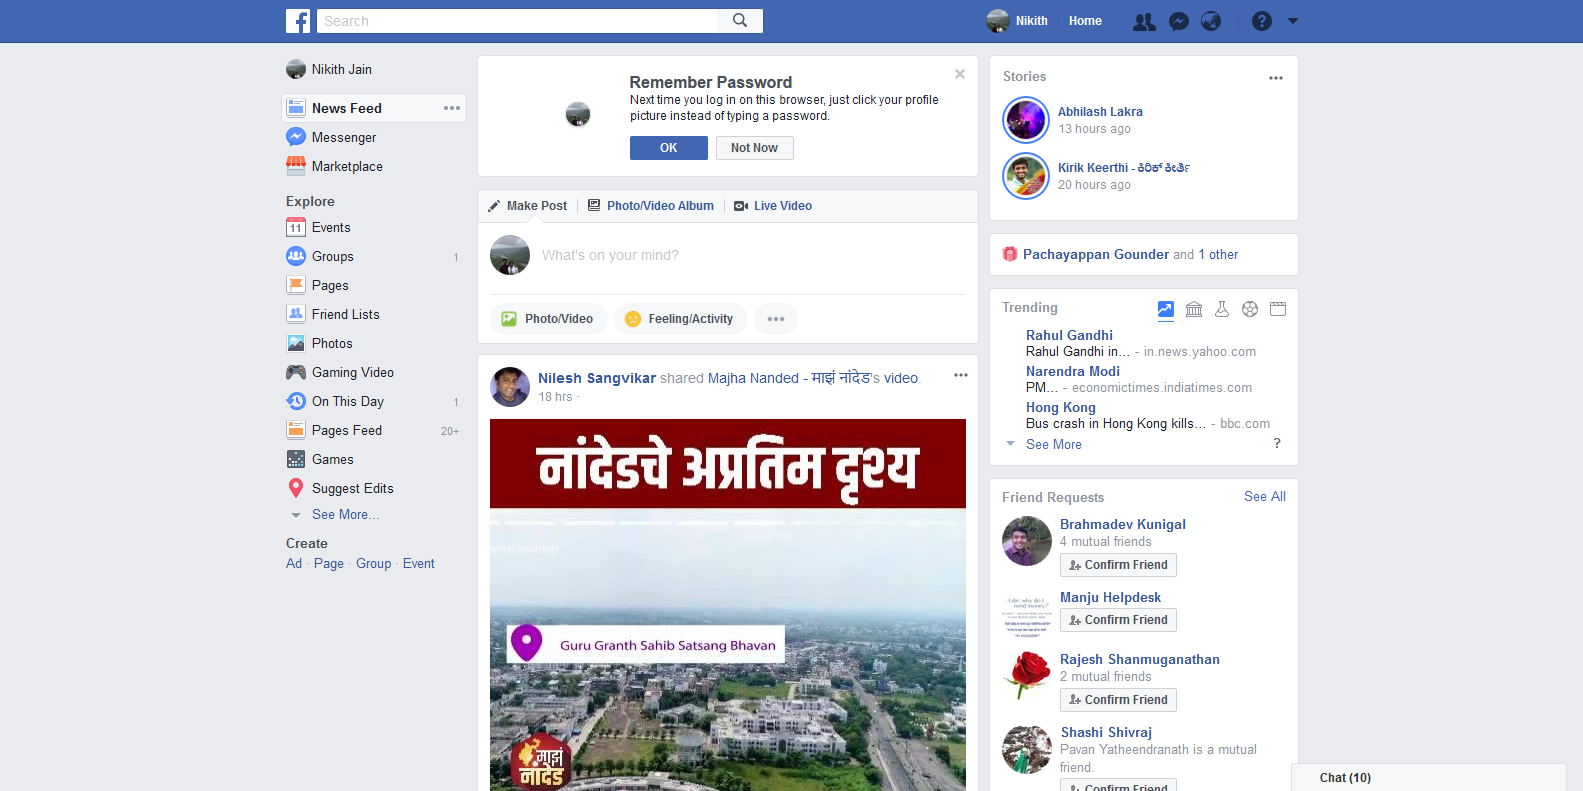 Search
Nikith
Home
Nikith Jain
News Feed
Messenger
Marketplace
Explore
11 Events
Groups 1
Pages
Friend Lists
Photos
Gaming Video
On This Day 1
Pages Feed 20+
Games
Suggest Edits
See More...
Create
Ad · Page · Group · Event
Remember Password
Next time you log in on this browser, just click your profile
picture instead of typing a password.
OK Not Now
Make Post Photo/Video Album Live Video
What's on your mind?
Photo/Video Feeling/Activity
Nilesh Sangvikar shared Majha Nanded - माझं नांदेड's video.
18 hrs ·
नांदेडचे अप्रतिम दृश्य
Guru Granth Sahib Satsang Bhavan
माझं
नांदेड
Stories
Abhilash Lakra
13 hours ago
Kirik Keerthi - ಕಿರಿಕ್ ಕೀರ್ತಿ
20 hours ago
Pachayappan Gounder and 1 other
Trending
Rahul Gandhi
Rahul Gandhi in... - in.news.yahoo.com
Narendra Modi
PM... - economictimes.indiatimes.com
Hong Kong
Bus crash in Hong Kong kills... - bbc.com
See More ?
Friend Requests See All
Brahmadev Kunigal
4 mutual friends
Confirm Friend
Manju Helpdesk
Confirm Friend
Rajesh Shanmuganathan
2 mutual friends
Confirm Friend
Shashi Shivraj
Pavan Yatheendranath is a mutual
friend.
Confirm Friend
Chat (10)